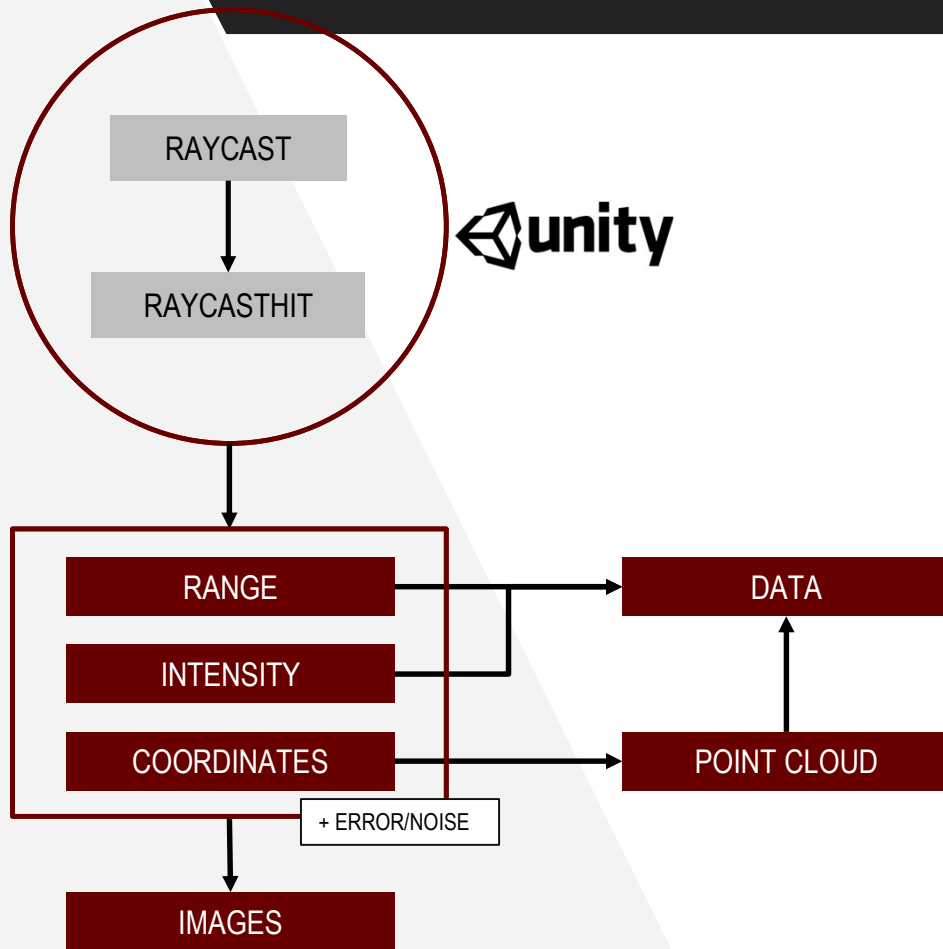 RAYCAST
unity
RAYCASTHIT
RANGE
DATA
INTENSITY
COORDINATES
POINT CLOUD
+ ERROR/NOISE
IMAGES